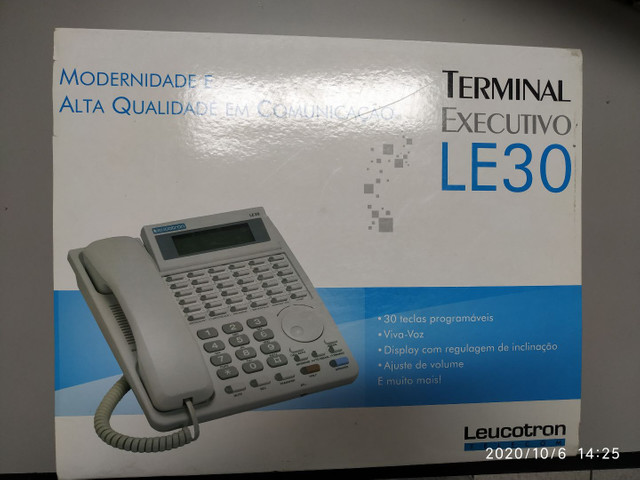 MODERNIDADE E
ALTA QUALIDADE EM COMUNICAÇÃO
TERMINAL
EXECUTIVO
LE30
• 30 teclas programáveis
• Viva-Voz
• Display com regulagem de inclinação
• Ajuste de volume
E muito mais!
Leucotron
2020/10/6 14:25